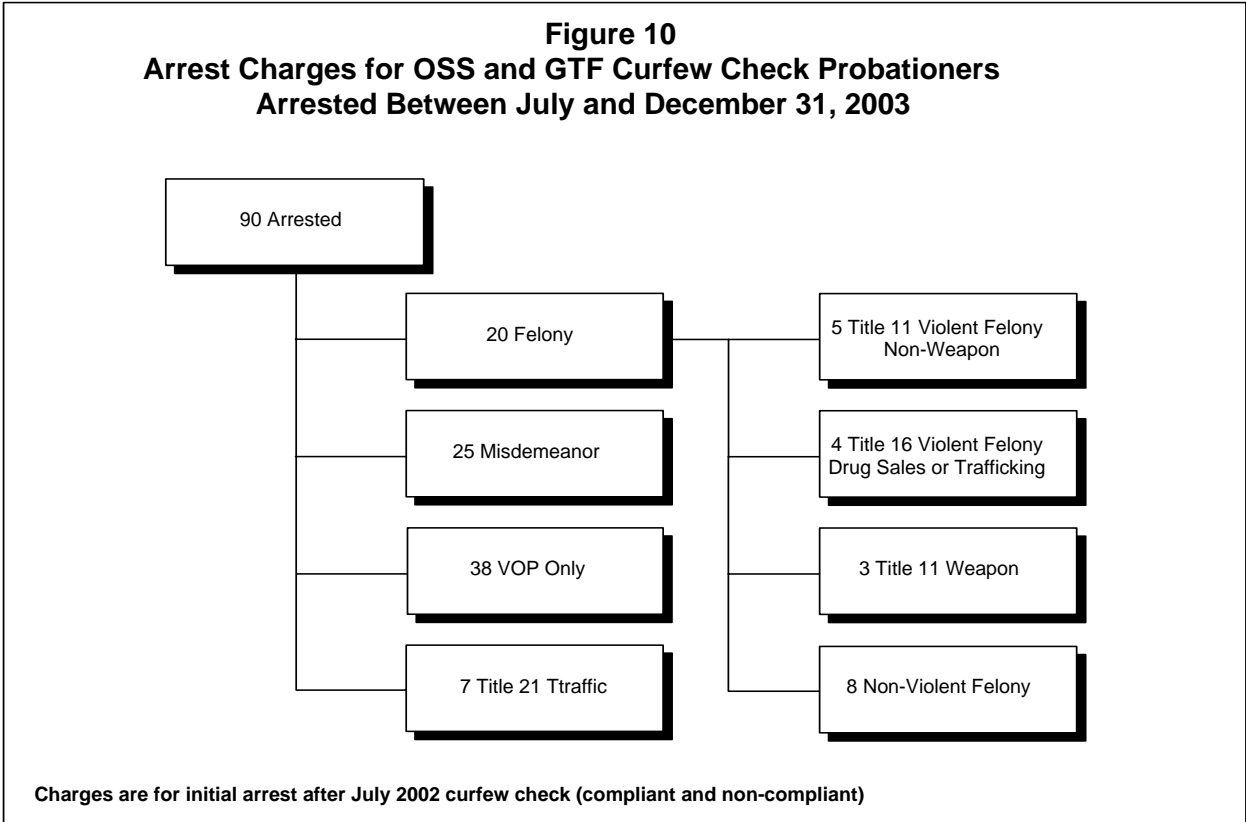 Figure 10
Arrest Charges for OSS and GTF Curfew Check Probationers
Arrested Between July and December 31, 2003
90 Arrested
20 Felony
5 Title 11 Violent Felony
Non-Weapon
25 Misdemeanor
4 Title 16 Violent Felony
Drug Sales or Trafficking
38 VOP Only
3 Title 11 Weapon
7 Title 21 Ttraffic
8 Non-Violent Felony
Charges are for initial arrest after July 2002 curfew check (compliant and non-compliant)